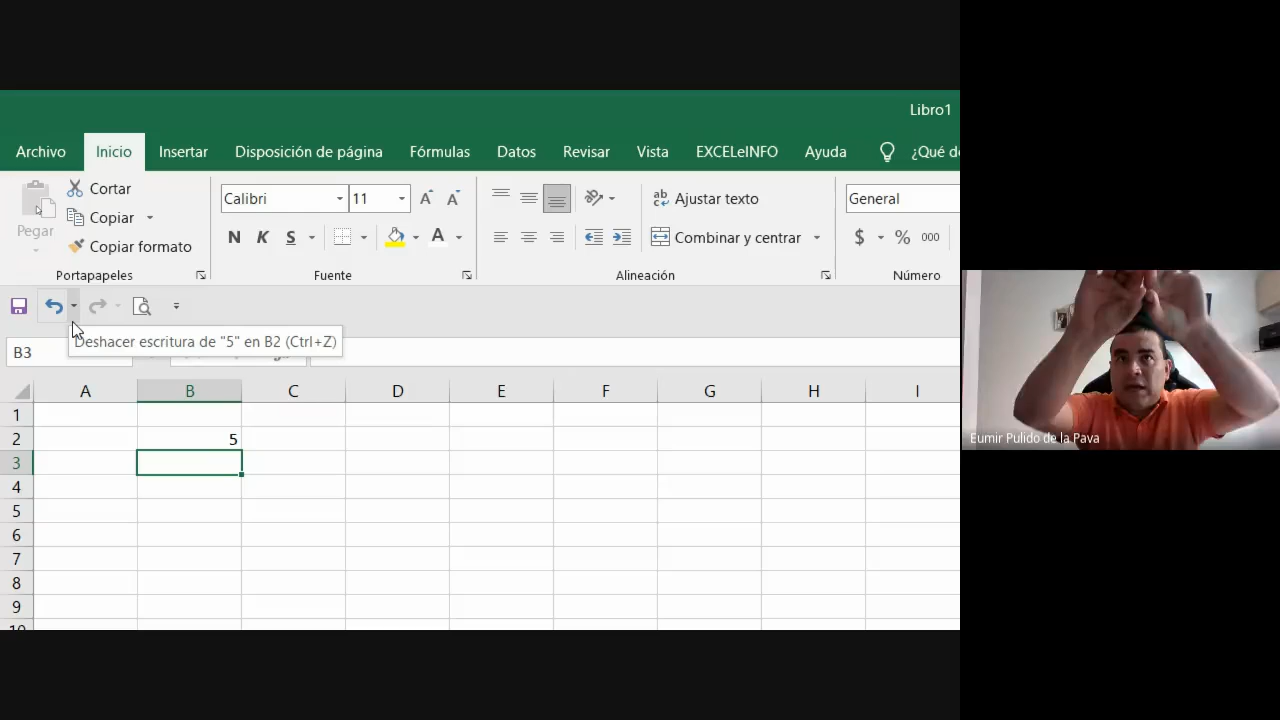 Libro1
Archivo Inicio Insertar Disposición de página Fórmulas Datos Revisar Vista EXCELeINFO Ayuda ¿Qué de
Pegar
Cortar
Copiar
Copiar formato
Portapapeles
Calibri 11 A A
N K S A
Fuente
ab Ajustar texto
Combinar y centrar
Alineación
General
$ % 000
Número
Deshacer escritura de "5" en B2 (Ctrl+Z)
B3
A B C D E F G H I
1
2 5
3
4
5
6
7
8
9
10
Eumir Pulido de la Pava